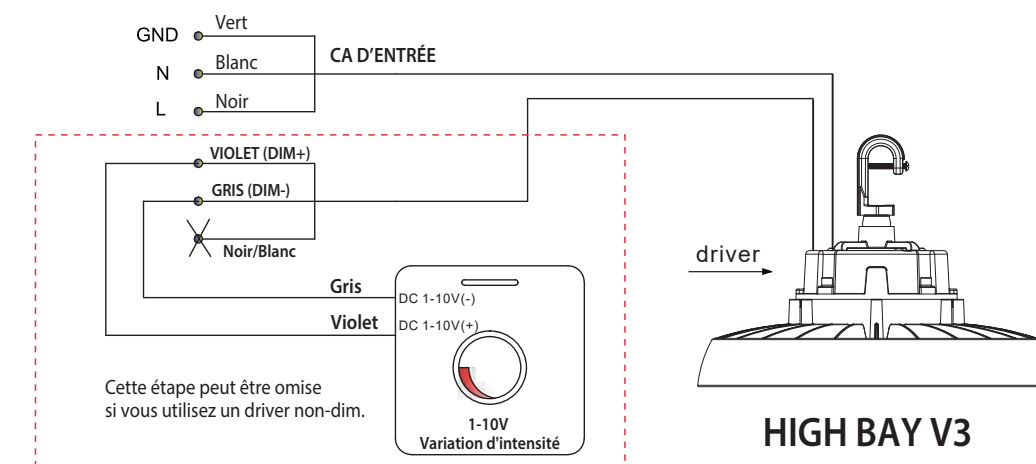 GND
Vert
N
Blanc
CA D’ENTRÉE
L
Noir
VIOLET (DIM+)
GRIS (DIM-)
Noir/Blanc
Gris
DC 1-10V(-)
Violet
DC 1-10V(+)
Cette étape peut être omise
si vous utilisez un driver non-dim.
1-10V
Variation d'intensité
driver
HIGH BAY V3